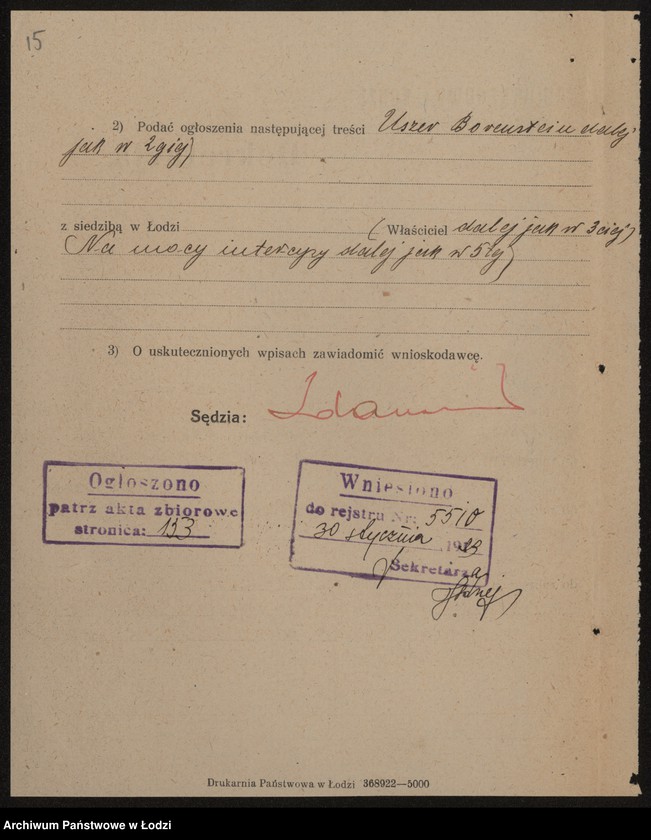 15
2) Podać ogłoszenia następującej treści Uszer Borensztein dalej
jak w 2giej)
z siedzibą w Łodzi (Właściciel dalej jak w 3ciej)
Na mocy intercyzy dalej jak w 5tej)
3) O uskutecznionych wpisach zawiadomić wnioskodawcę.
Sędzia:
Ogłoszono
patrz akta zbiorowe
stronica: 153
Wniesiono
do rejestru Nr: 5510
30 stycznia 19
Sekretarz
Drukarnia Państwowa w Łodzi 368922—5000
Archiwum Państwowe w Łodzi